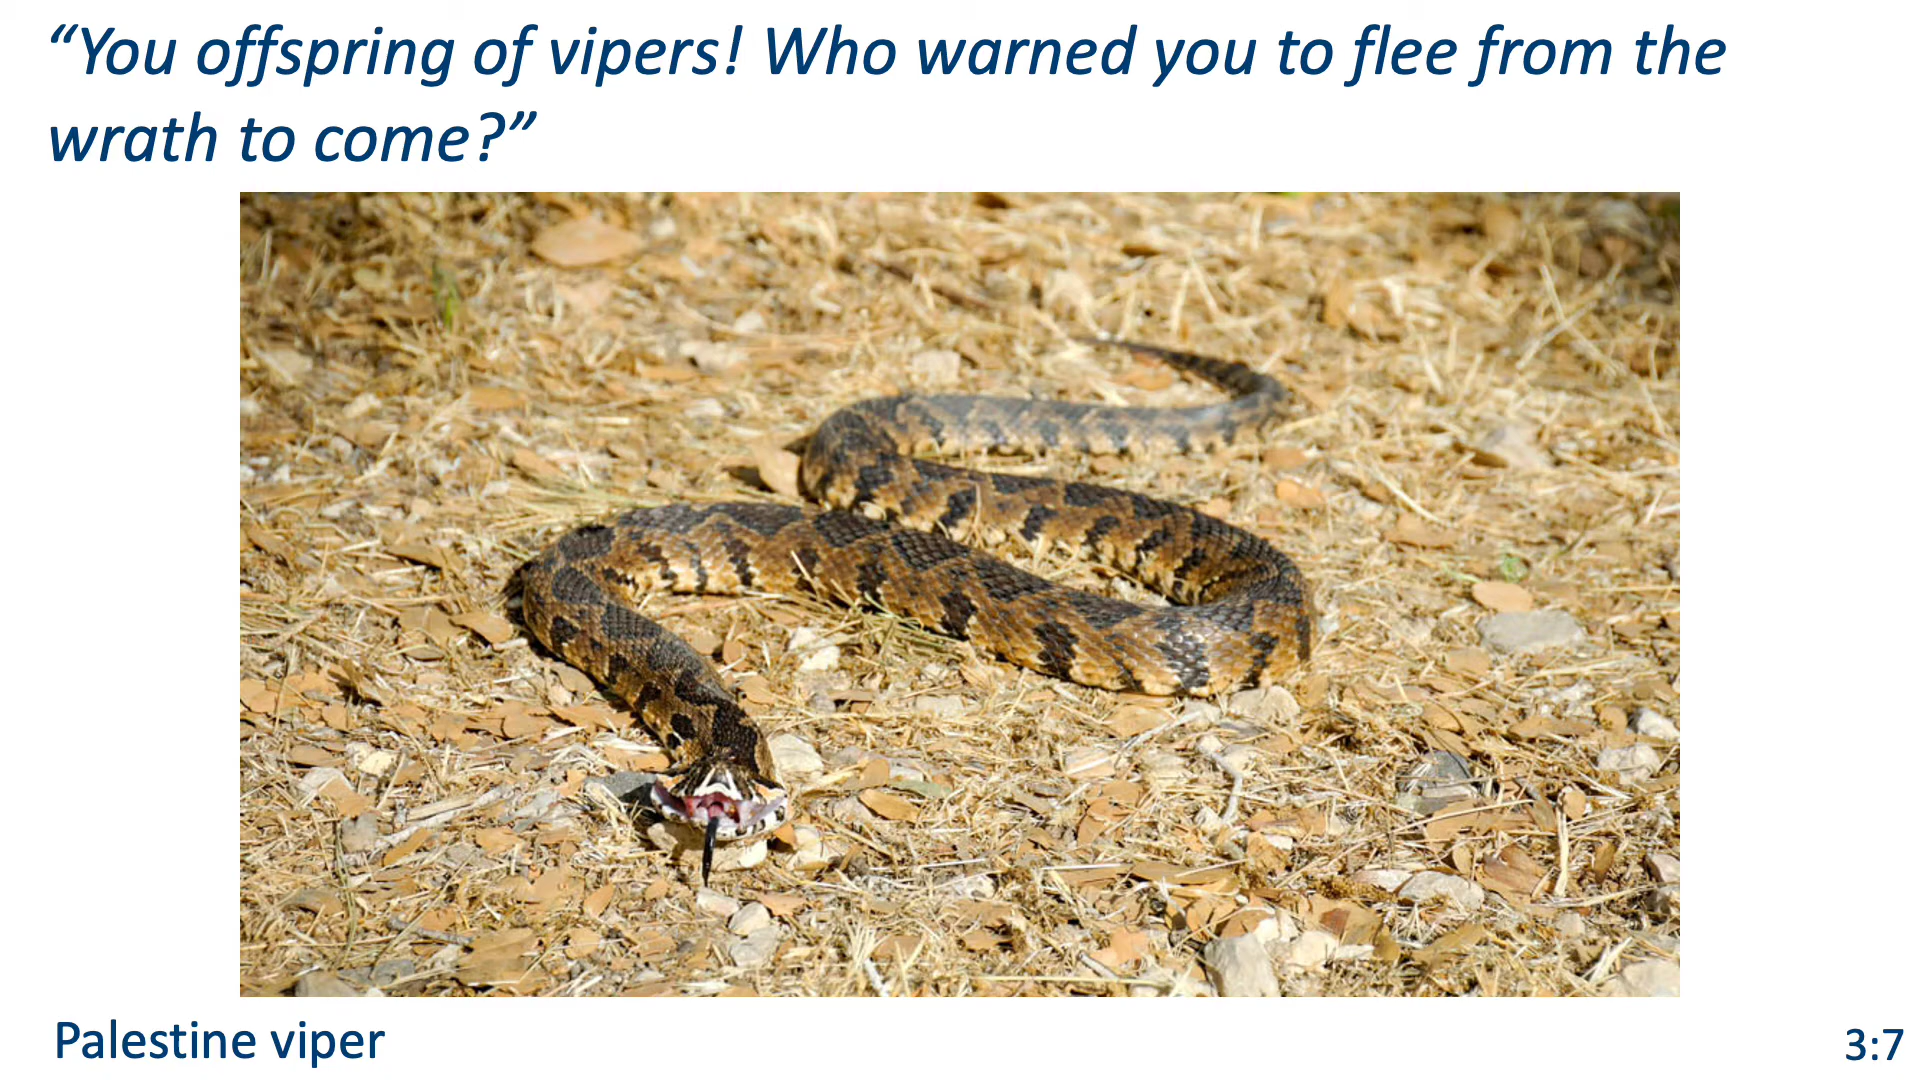 “You offspring of vipers! Who warned you to flee from the
wrath to come?”
Palestine viper
3:7